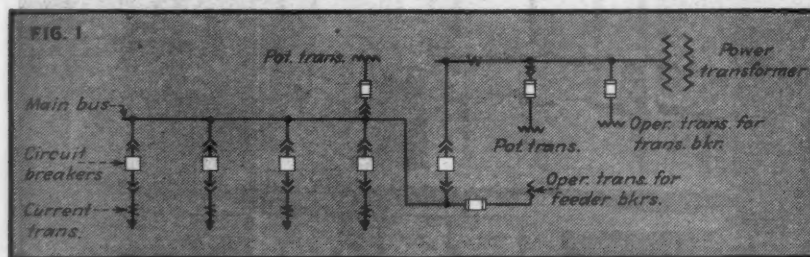 FIG. 1
Pot. trans.
Power
transformer
Main bus
Circuit
breakers
Current
trans.
Pot trans.
Oper. trans for
trans. bkr.
Oper. trans. for
feeder bkrs.